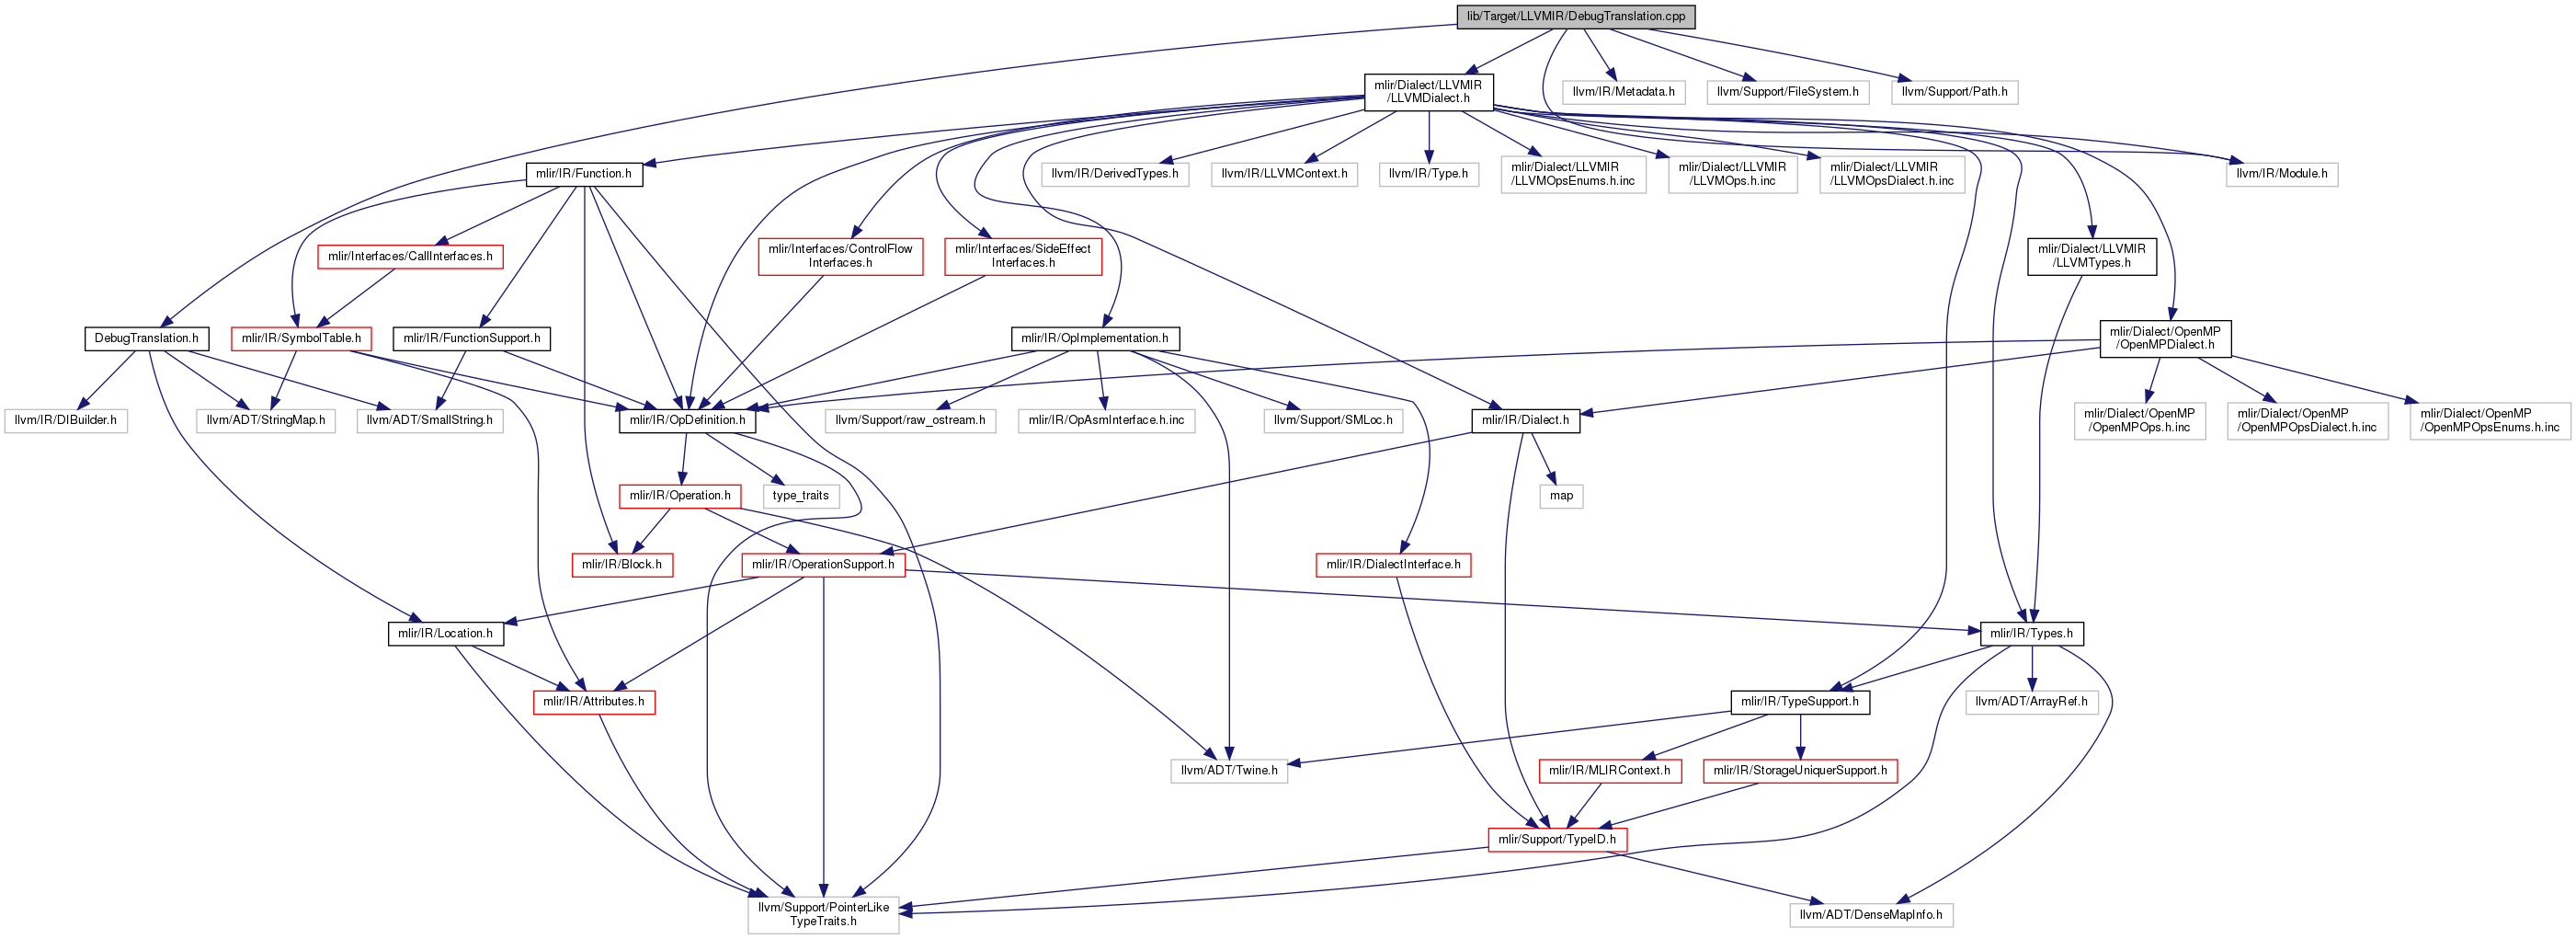 lib/Target/LLVMIR/DebugTranslation.cpp
mlir/Dialect/LLVMIR
/LLVMDialect.h
llvm/IR/Metadata.h
llvm/Support/FileSystem.h
llvm/Support/Path.h
mlir/IR/Function.h
llvm/IR/DerivedTypes.h
llvm/IR/LLVMContext.h
llvm/IR/Type.h
mlir/Dialect/LLVMIR
/LLVMOpsEnums.h.inc
mlir/Dialect/LLVMIR
/LLVMOps.h.inc
mlir/Dialect/LLVMIR
/LLVMOpsDialect.h.inc
llvm/IR/Module.h
mlir/Interfaces/CallInterfaces.h
mlir/Interfaces/ControlFlow
Interfaces.h
mlir/Interfaces/SideEffect
Interfaces.h
mlir/Dialect/LLVMIR
/LLVMTypes.h
DebugTranslation.h
mlir/IR/SymbolTable.h
mlir/IR/FunctionSupport.h
mlir/IR/OpImplementation.h
mlir/Dialect/OpenMP
/OpenMPDialect.h
llvm/IR/DIBuilder.h
llvm/ADT/StringMap.h
llvm/ADT/SmallString.h
mlir/IR/OpDefinition.h
llvm/Support/raw_ostream.h
mlir/IR/OpAsmInterface.h.inc
llvm/Support/SMLoc.h
mlir/IR/Dialect.h
mlir/Dialect/OpenMP
/OpenMPOps.h.inc
mlir/Dialect/OpenMP
/OpenMPOpsDialect.h.inc
mlir/Dialect/OpenMP
/OpenMPOpsEnums.h.inc
mlir/IR/Operation.h
type_traits
map
mlir/IR/Block.h
mlir/IR/OperationSupport.h
mlir/IR/DialectInterface.h
mlir/IR/Location.h
mlir/IR/Types.h
mlir/IR/Attributes.h
mlir/IR/TypeSupport.h
llvm/ADT/ArrayRef.h
llvm/ADT/Twine.h
mlir/IR/MLIRContext.h
mlir/IR/StorageUniquerSupport.h
mlir/Support/TypeID.h
llvm/Support/PointerLike
TypeTraits.h
llvm/ADT/DenseMapInfo.h